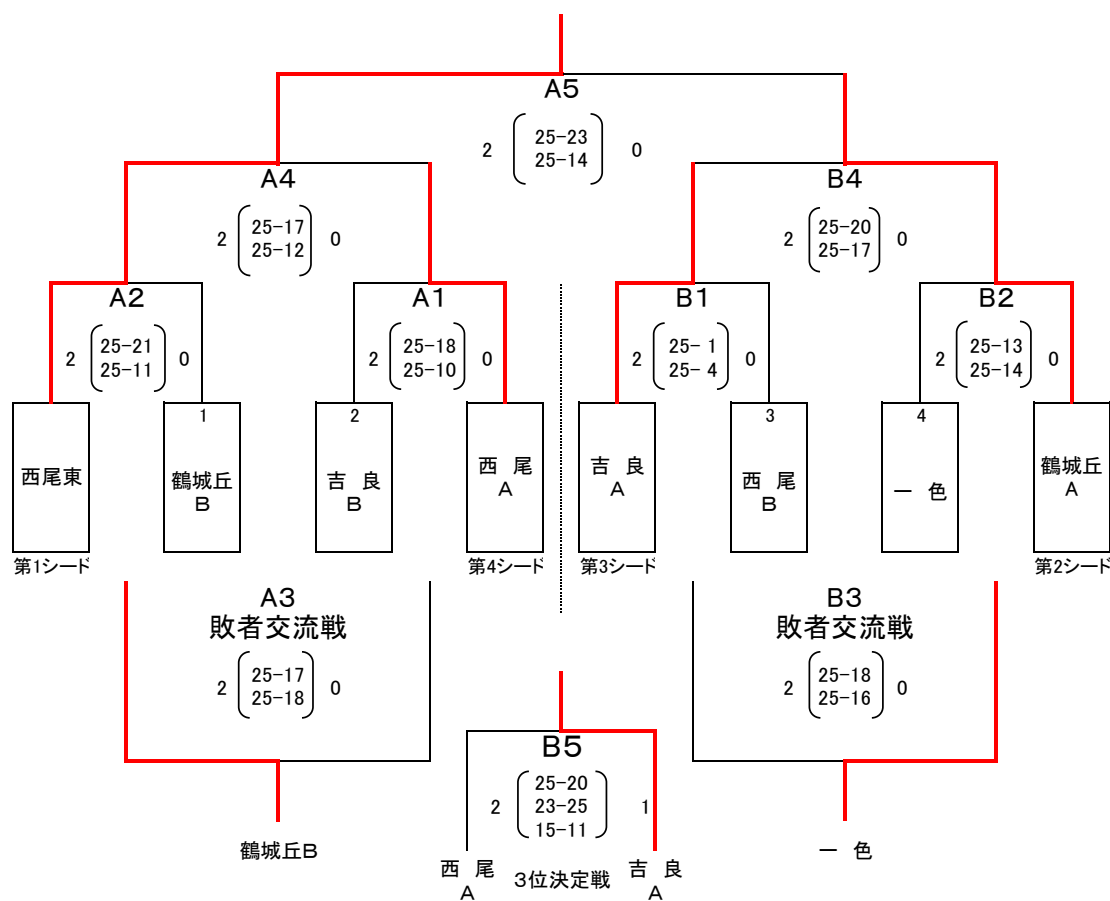 A5
2 25-23 0
25-14
A4
2 25-17 0
25-12
B4
2 25-20 0
25-17
A2
2 25-21 0
25-11
A1
2 25-18 0
25-10
B1
2 25- 1 0
25- 4
B2
2 25-13 0
25-14
西尾東
第1シード
1
鶴城丘
B
2
吉 良
B
西 尾
A
第4シード
吉 良
A
第3シード
3
西 尾
B
4
一 色
鶴城丘
A
第2シード
A3
敗者交流戦
2 25-17 0
25-18
鶴城丘B
B3
敗者交流戦
2 25-18 0
25-16
一 色
B5
25-20
2 23-25 1
15-11
西 尾
A
3位決定戦
吉 良
A